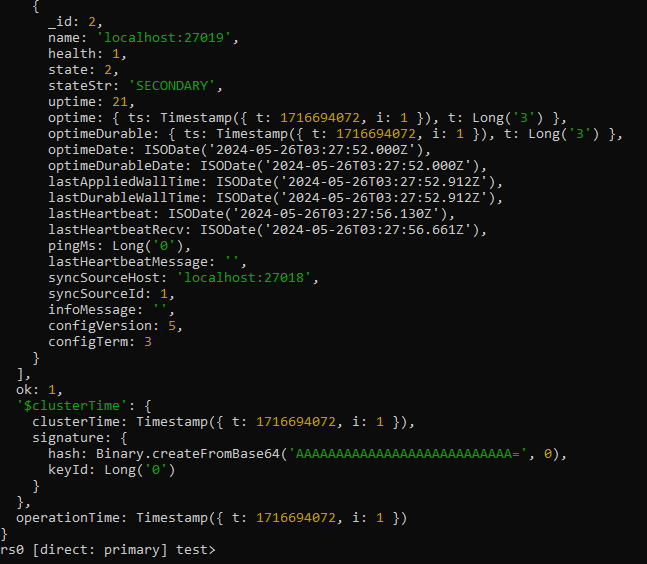 {
_id: 2,
name: 'localhost:27019',
health: 1,
state: 2,
stateStr: 'SECONDARY',
uptime: 21,
optime: { ts: Timestamp({ t: 1716694072, i: 1 }), t: Long('3') },
optimeDurable: { ts: Timestamp({ t: 1716694072, i: 1 }), t: Long('3') },
optimeDate: ISODate('2024-05-26T03:27:52.000Z'),
optimeDurableDate: ISODate('2024-05-26T03:27:52.000Z'),
lastAppliedWallTime: ISODate('2024-05-26T03:27:52.912Z'),
lastDurableWallTime: ISODate('2024-05-26T03:27:52.912Z'),
lastHeartbeat: ISODate('2024-05-26T03:27:56.130Z'),
lastHeartbeatRecv: ISODate('2024-05-26T03:27:56.661Z'),
pingMs: Long('0'),
lastHeartbeatMessage: '',
syncSourceHost: 'localhost:27018',
syncSourceId: 1,
infoMessage: '',
configVersion: 5,
configTerm: 3
}
],
ok: 1,
'$clusterTime': {
clusterTime: Timestamp({ t: 1716694072, i: 1 }),
signature: {
hash: Binary.createFromBase64('AAAAAAAAAAAAAAAAAAAAAAAAAAA=', 0),
keyId: Long('0')
}
},
operationTime: Timestamp({ t: 1716694072, i: 1 })
}
rs0 [direct: primary] test>